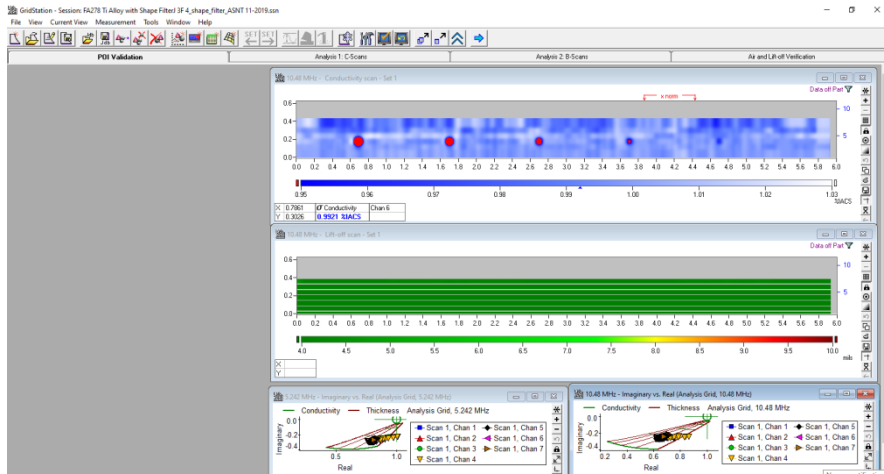 GridStation - Session: FA278 Ti Alloy with Shape Filter/ 3F 4_shape_filter_ASNT 11-2019.ssn
File View Current View Measurement Tools Window Help
SET SET
POI Validation Analysis 1: C-Scans Analysis 2: B-Scans Air and Lift-off Verification
10.48 MHz - Conductivity scan - Set 1
Data off Part
x norm
0.6
0.4
0.2
0.0
10
5
0.0 0.2 0.4 0.6 0.8 1.0 1.2 1.4 1.6 1.8 2.0 2.2 2.4 2.6 2.8 3.0 3.2 3.4 3.6 3.8 4.0 4.2 4.4 4.6 4.8 5.0 5.2 5.4 5.6 5.8 6.0
0.95 0.96 0.97 0.98 0.99 1.00 1.01 1.02 1.03
%IACS
X 0.7861 σ Conductivity Chan 6
Y 0.3026 0.9921 %IACS
10.48 MHz - Lift-off scan - Set 1
Data off Part
0.6
0.4
0.2
0.0
10
5
0.0 0.2 0.4 0.6 0.8 1.0 1.2 1.4 1.6 1.8 2.0 2.2 2.4 2.6 2.8 3.0 3.2 3.4 3.6 3.8 4.0 4.2 4.4 4.6 4.8 5.0 5.2 5.4 5.6 5.8 6.0
4.0 4.5 5.0 5.5 6.0 6.5 7.0 7.5 8.0 8.5 9.0 9.5 10.0
mils
X
Y
5.242 MHz - Imaginary vs. Real (Analysis Grid, 5.242 MHz)
Conductivity Thickness Analysis Grid, 5.242 MHz
Imaginary
0.0
-0.2
-0.4
0.5 1.0
Real
Scan 1, Chan 1 Scan 1, Chan 5
Scan 1, Chan 2 Scan 1, Chan 6
Scan 1, Chan 3 Scan 1, Chan 7
Scan 1, Chan 4
10.48 MHz - Imaginary vs. Real (Analysis Grid, 10.48 MHz)
Conductivity Thickness Analysis Grid, 10.48 MHz
Imaginary
0.0
-0.2
-0.4
0.2 0.4 0.6 0.8 1.0
Real
Scan 1, Chan 1 Scan 1, Chan 5
Scan 1, Chan 2 Scan 1, Chan 6
Scan 1, Chan 3 Scan 1, Chan 7
Scan 1, Chan 4